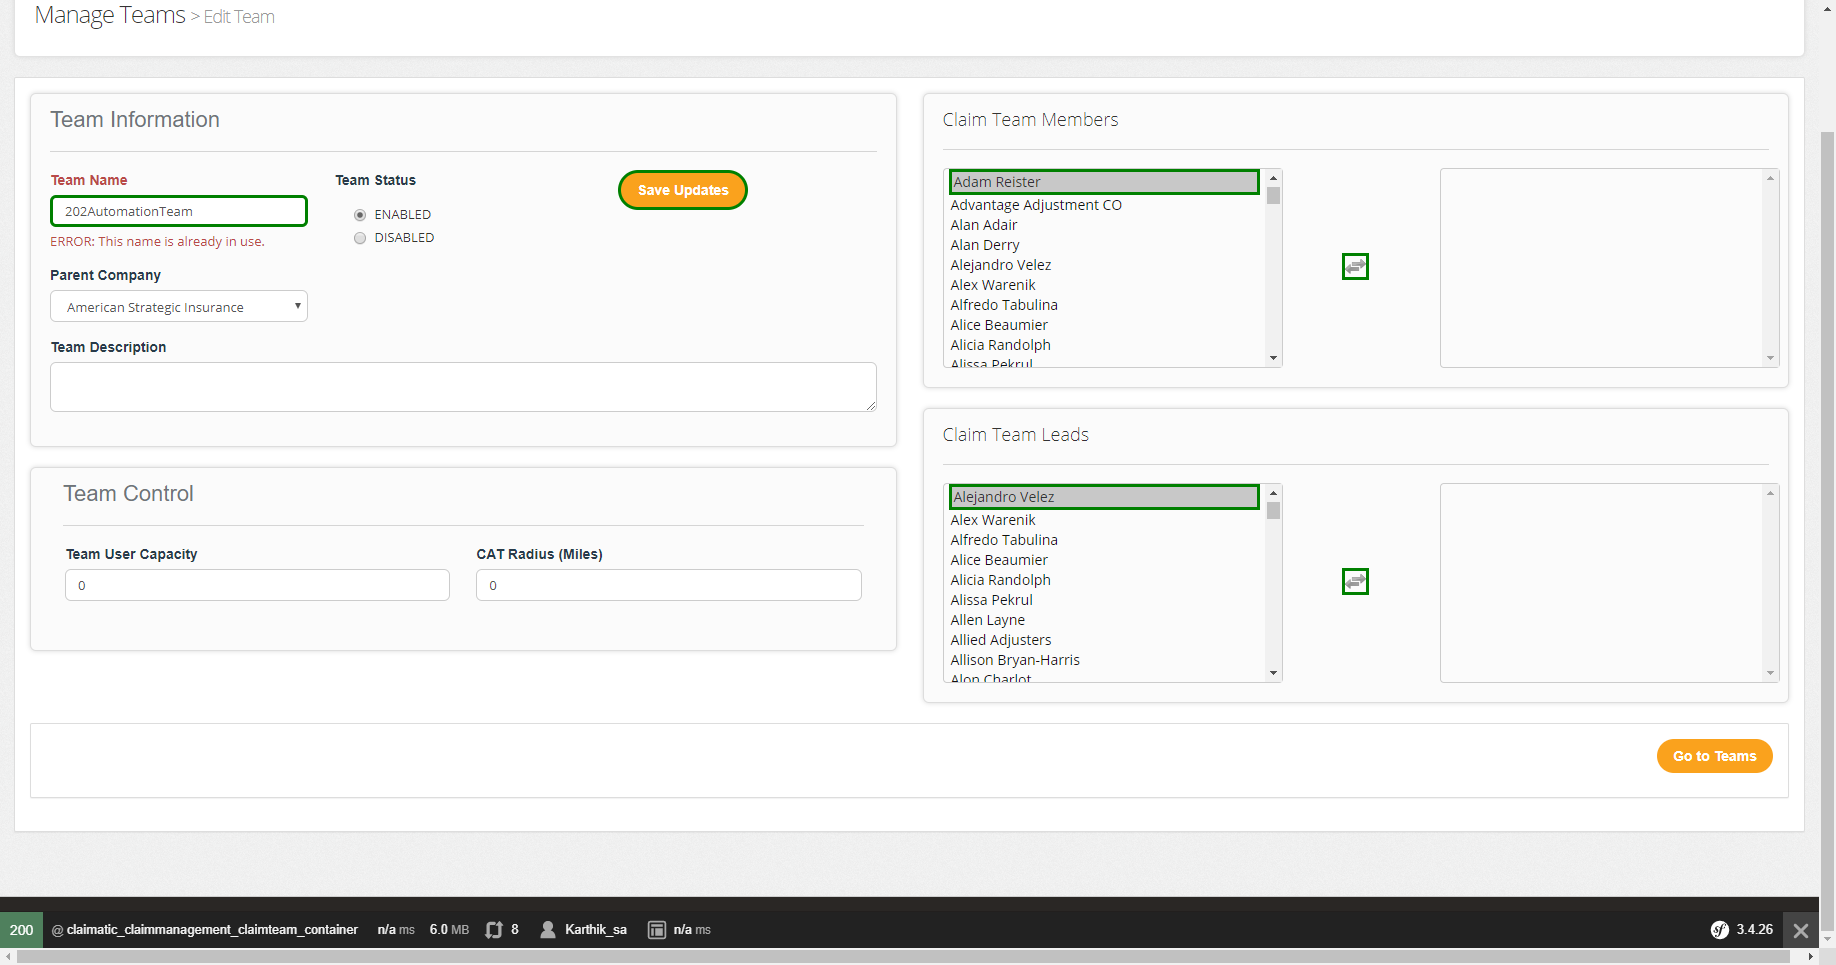 Manage Teams > Edit Team
Team Information
Team Name
202AutomationTeam
ERROR: This name is already in use.
Team Status
ENABLED
DISABLED
Save Updates
Parent Company
American Strategic Insurance
Team Description
Team Control
Team User Capacity
0
CAT Radius (Miles)
0
Claim Team Members
Adam Reister
Advantage Adjustment CO
Alan Adair
Alan Derry
Alejandro Velez
Alex Warenik
Alfredo Tabulina
Alice Beaumier
Alicia Randolph
Alissa Pekrul
Claim Team Leads
Alejandro Velez
Alex Warenik
Alfredo Tabulina
Alice Beaumier
Alicia Randolph
Alissa Pekrul
Allen Layne
Allied Adjusters
Allison Bryan-Harris
Alon Charlot
Go to Teams
200 @ claimatic_claimmanagement_claimteam_container n/a ms 6.0 MB 8 Karthik_sa n/a ms sf 3.4.26